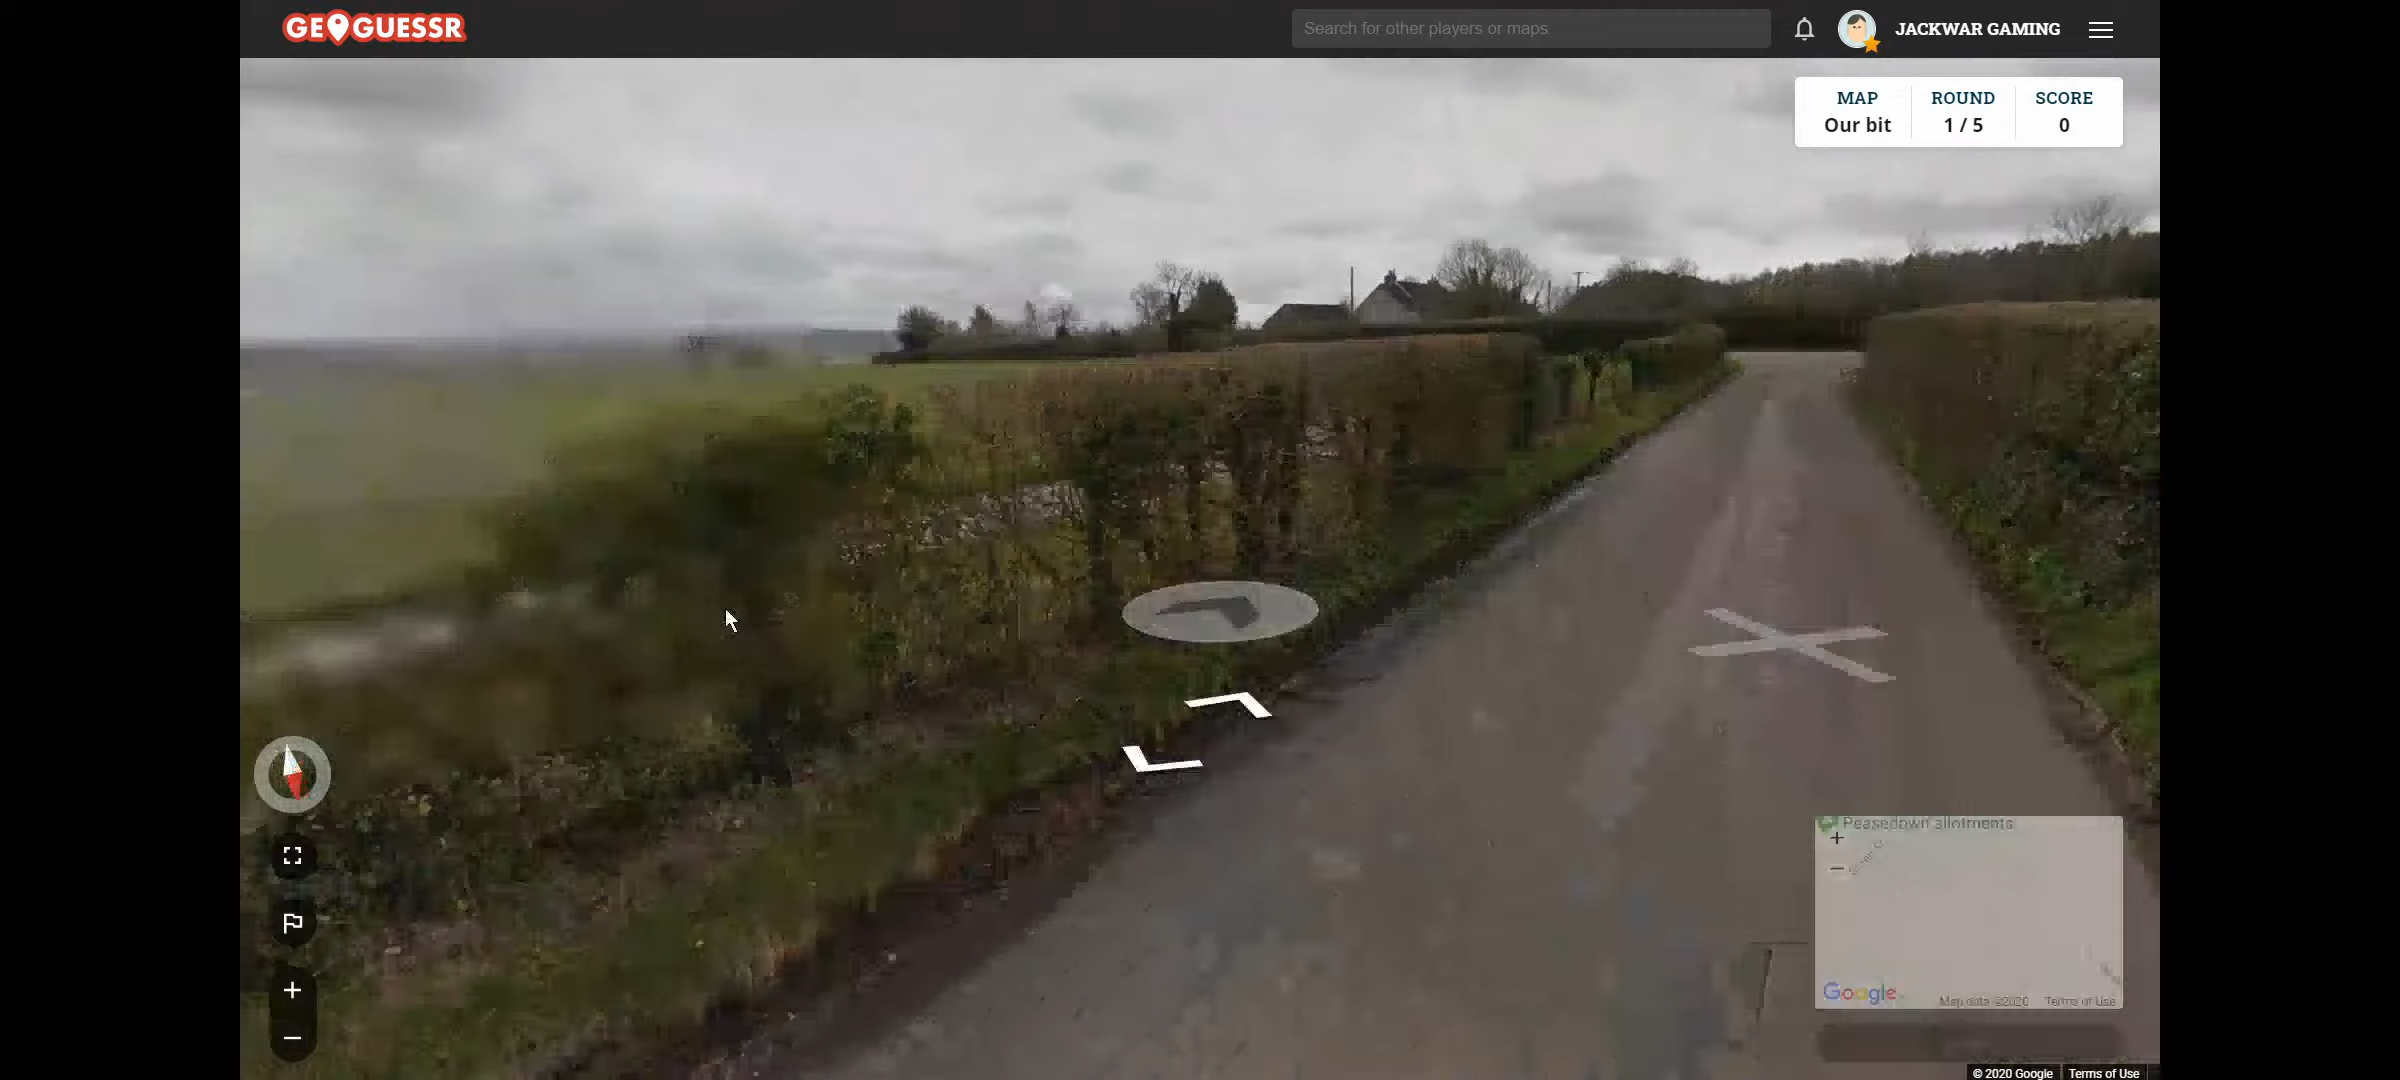 GEOGUESSR
Search for other players or maps
JACKWAR GAMING
MAP
Our bit
ROUND
1 / 5
SCORE
0
Peasedown allotments
Google
Map data ©2020
Terms of Use
© 2020 Google
Terms of Use